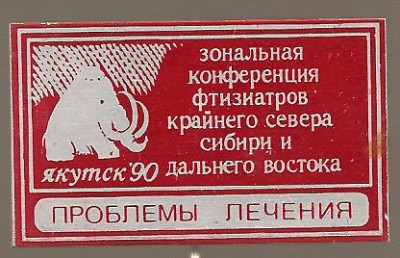 зональная
конференция
фтизиатров
крайнего севера
сибири и
дальнего востока
якутск '90
ПРОБЛЕМЫ ЛЕЧЕНИЯ